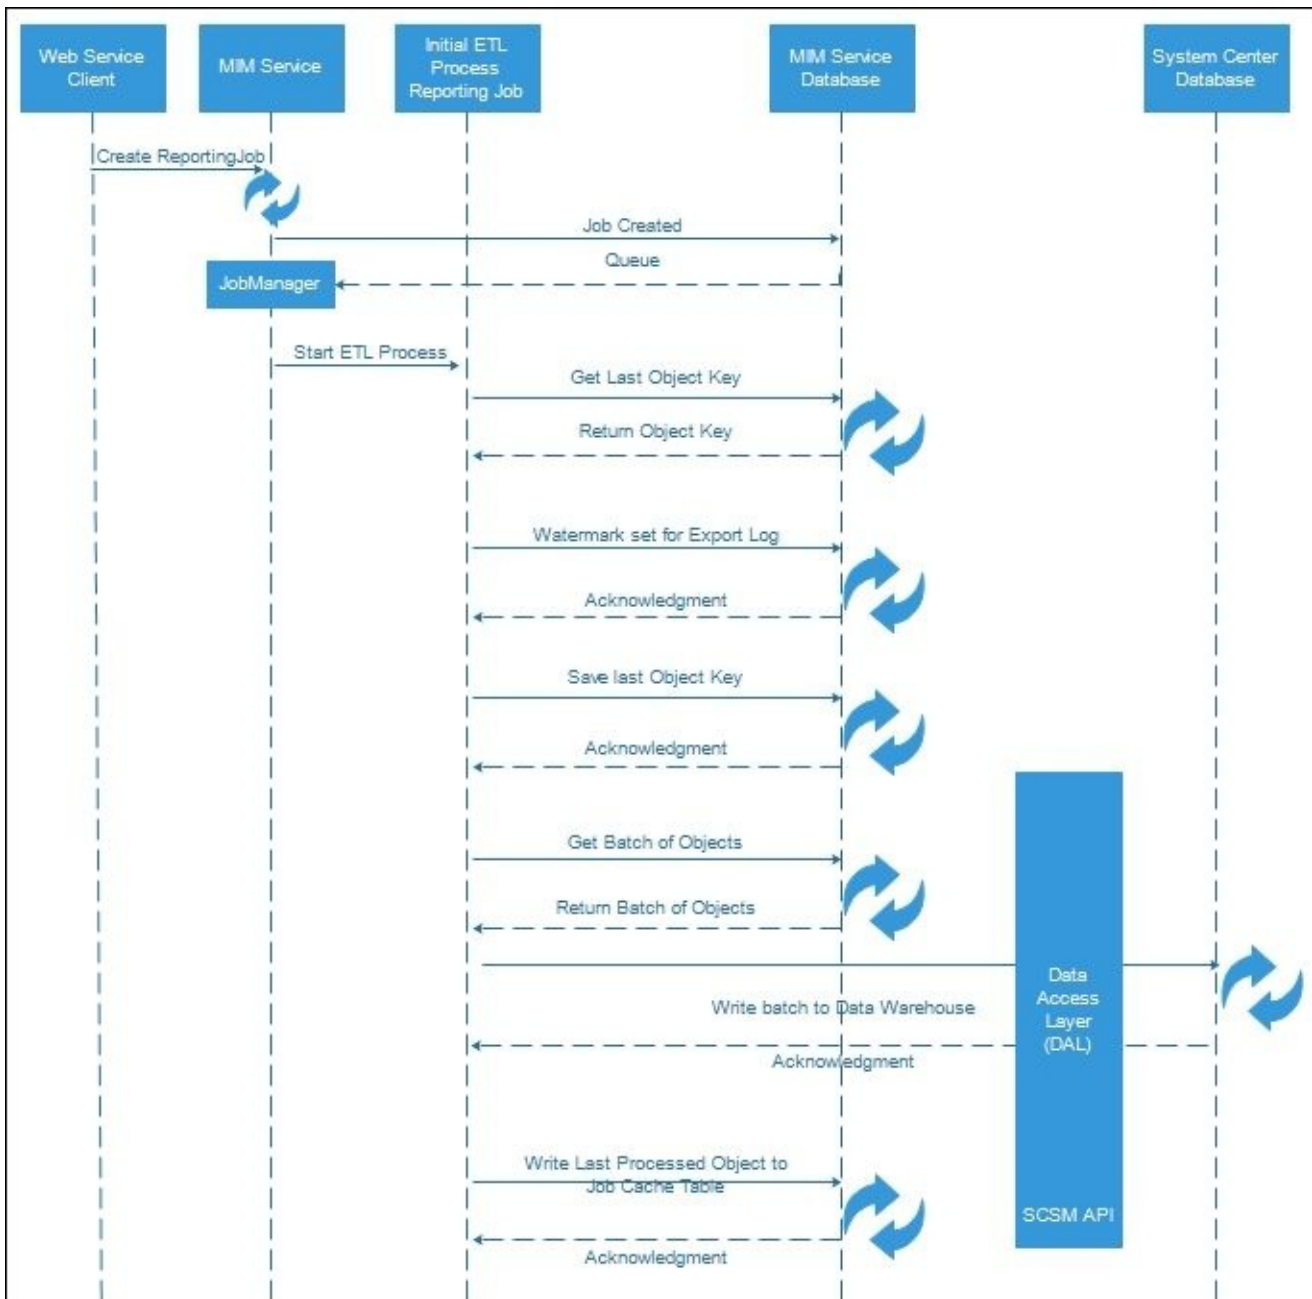 Web Service
Client
MIM Service
Initial ETL
Process
Reporting Job
MIM Service
Database
System Center
Database
Create ReportingJob
Job Created
Queue
JobManager
Start ETL Process
Get Last Object Key
Return Object Key
Watermark set for Export Log
Acknowledgment
Save last Object Key
Acknowledgment
Get Batch of Objects
Return Batch of Objects
Data
Access
Layer
(DAL)
Write batch to Data Warehouse
Acknowledgment
Write Last Processed Object to
Job Cache Table
SCSM API
Acknowledgment